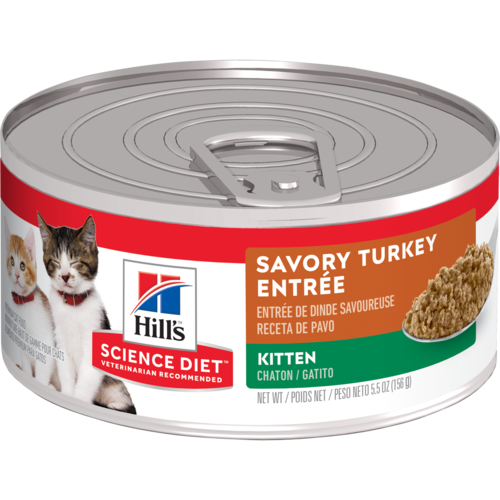 SAVORY TURKEY
ENTRÉE
ENTRÉE DE DINDE SAVOUREUSE
RECETA DE PAVO
KITTEN
CHATON / GATITO
NET WT / POIDS NET / PESO NETO 5.5 OZ (156 g)
Hill's
SCIENCE DIET™
VETERINARIAN RECOMMENDED